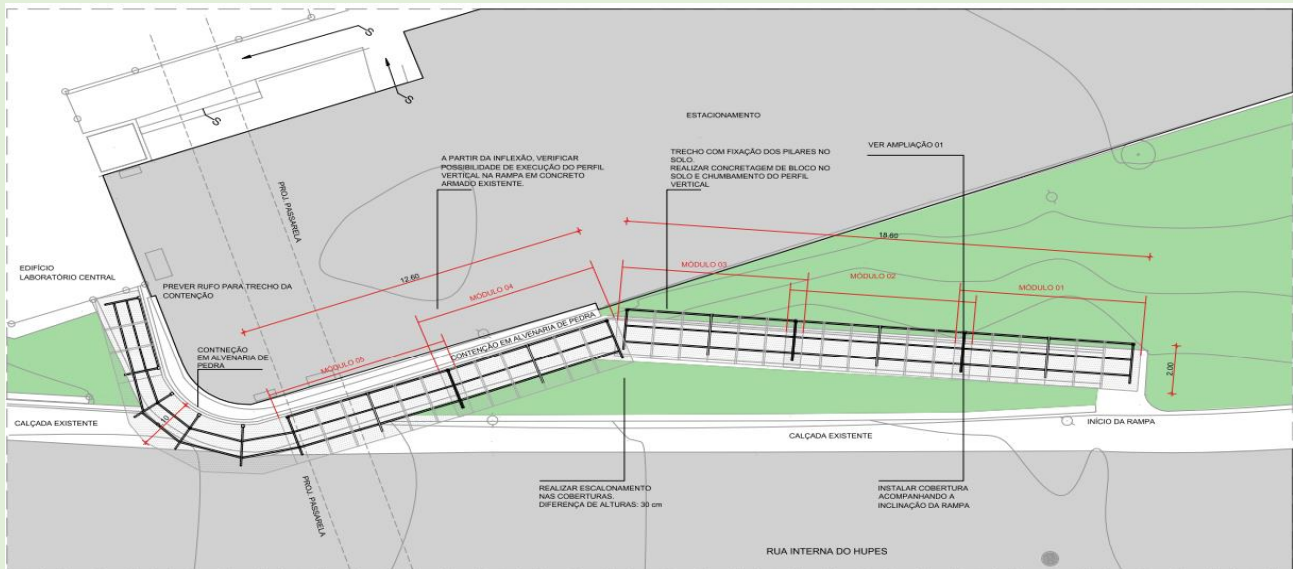 S
S
S
ESTACIONAMENTO
A PARTIR DA INFLEXÃO, VERIFICAR
POSSIBILIDADE DE EXECUÇÃO DO PERFIL
VERTICAL NA RAMPA EM CONCRETO
ARMADO EXISTENTE.
TRECHO COM FIXAÇÃO DOS PILARES NO
SOLO.
REALIZAR CONCRETAGEM DE BLOCO NO
SOLO E CHUMBAMENTO DO PERFIL
VERTICAL
VER AMPLIAÇÃO 01
PROJ. PASSARELA
18.60
EDIFÍCIO
LABORATÓRIO CENTRAL
PREVER RUFO PARA TRECHO DA
CONTENÇÃO
12.60
MÓDULO 03
MÓDULO 02
MÓDULO 01
MÓDULO 04
CONTENÇÃO EM ALVENARIA DE PEDRA
MÓDULO 05
CONTNEÇÃO
EM ALVENARIA DE
PEDRA
2.00
CALÇADA EXISTENTE
CALÇADA EXISTENTE
INÍCIO DA RAMPA
PROJ. PASSARELA
REALIZAR ESCALONAMENTO
NAS COBERTURAS.
DIFERENÇA DE ALTURAS: 30 cm
INSTALAR COBERTURA
ACOMPANHANDO A
INCLINAÇÃO DA RAMPA
RUA INTERNA DO HUPES